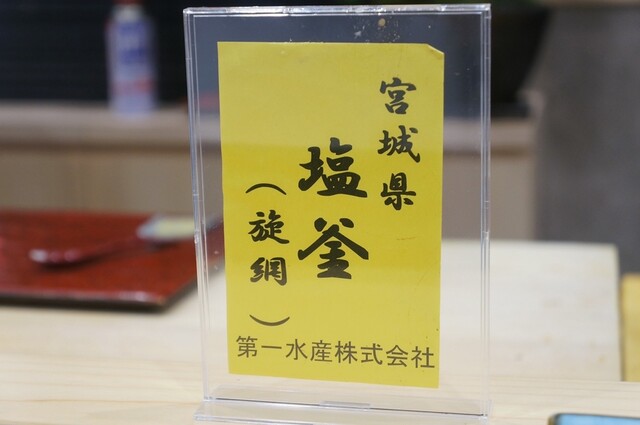 宮城県
塩釜
（旋網）
第一水産株式会社